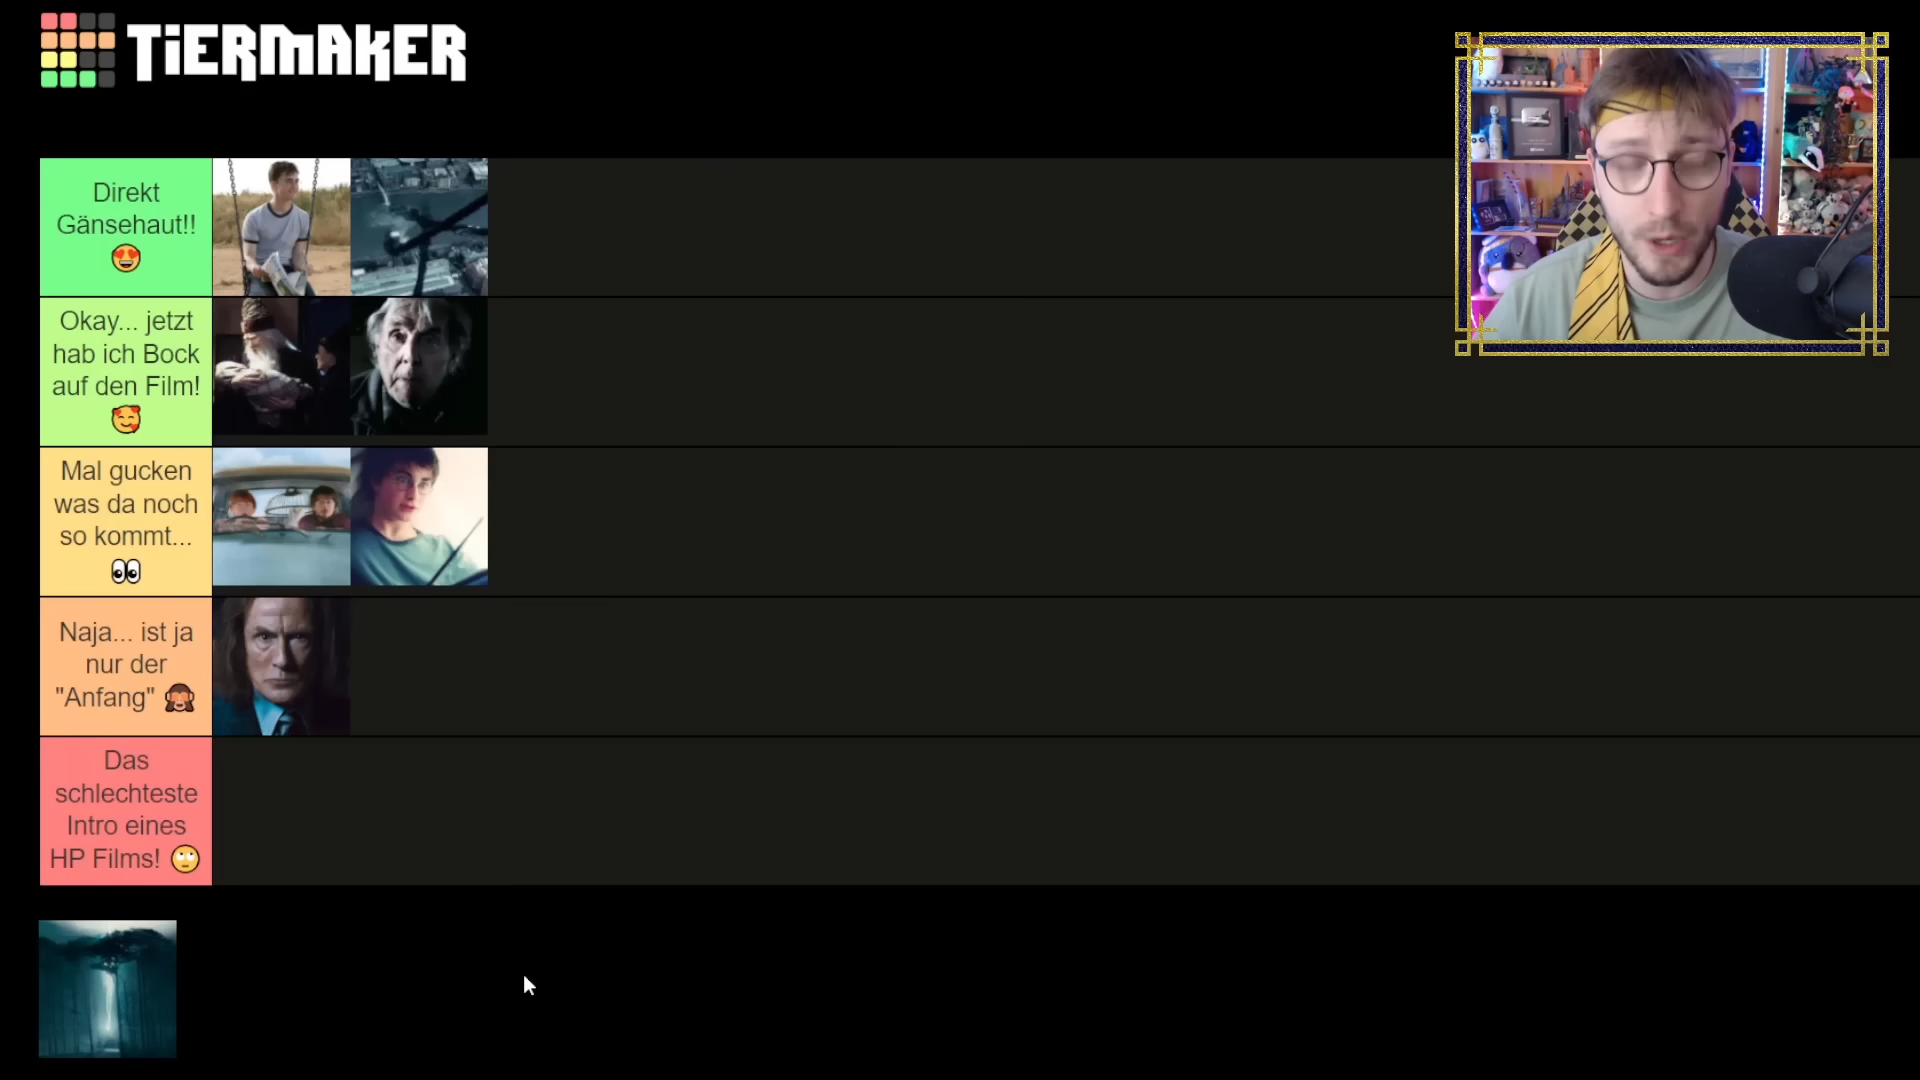 TiERMAKER
Direkt
Gänsehaut!!
😍
Okay... jetzt
hab ich Bock
auf den Film!
🥰
Mal gucken
was da noch
so kommt...
👀
Naja... ist ja
nur der
"Anfang" 🙈
Das
schlechteste
Intro eines
HP Films! 🙄